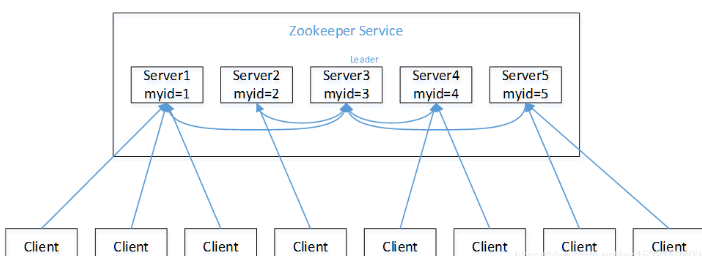 Zookeeper Service
Leader
Server1
myid=1
Server2
myid=2
Server3
myid=3
Server4
myid=4
Server5
myid=5
Client
Client
Client
Client
Client
Client
Client
Client